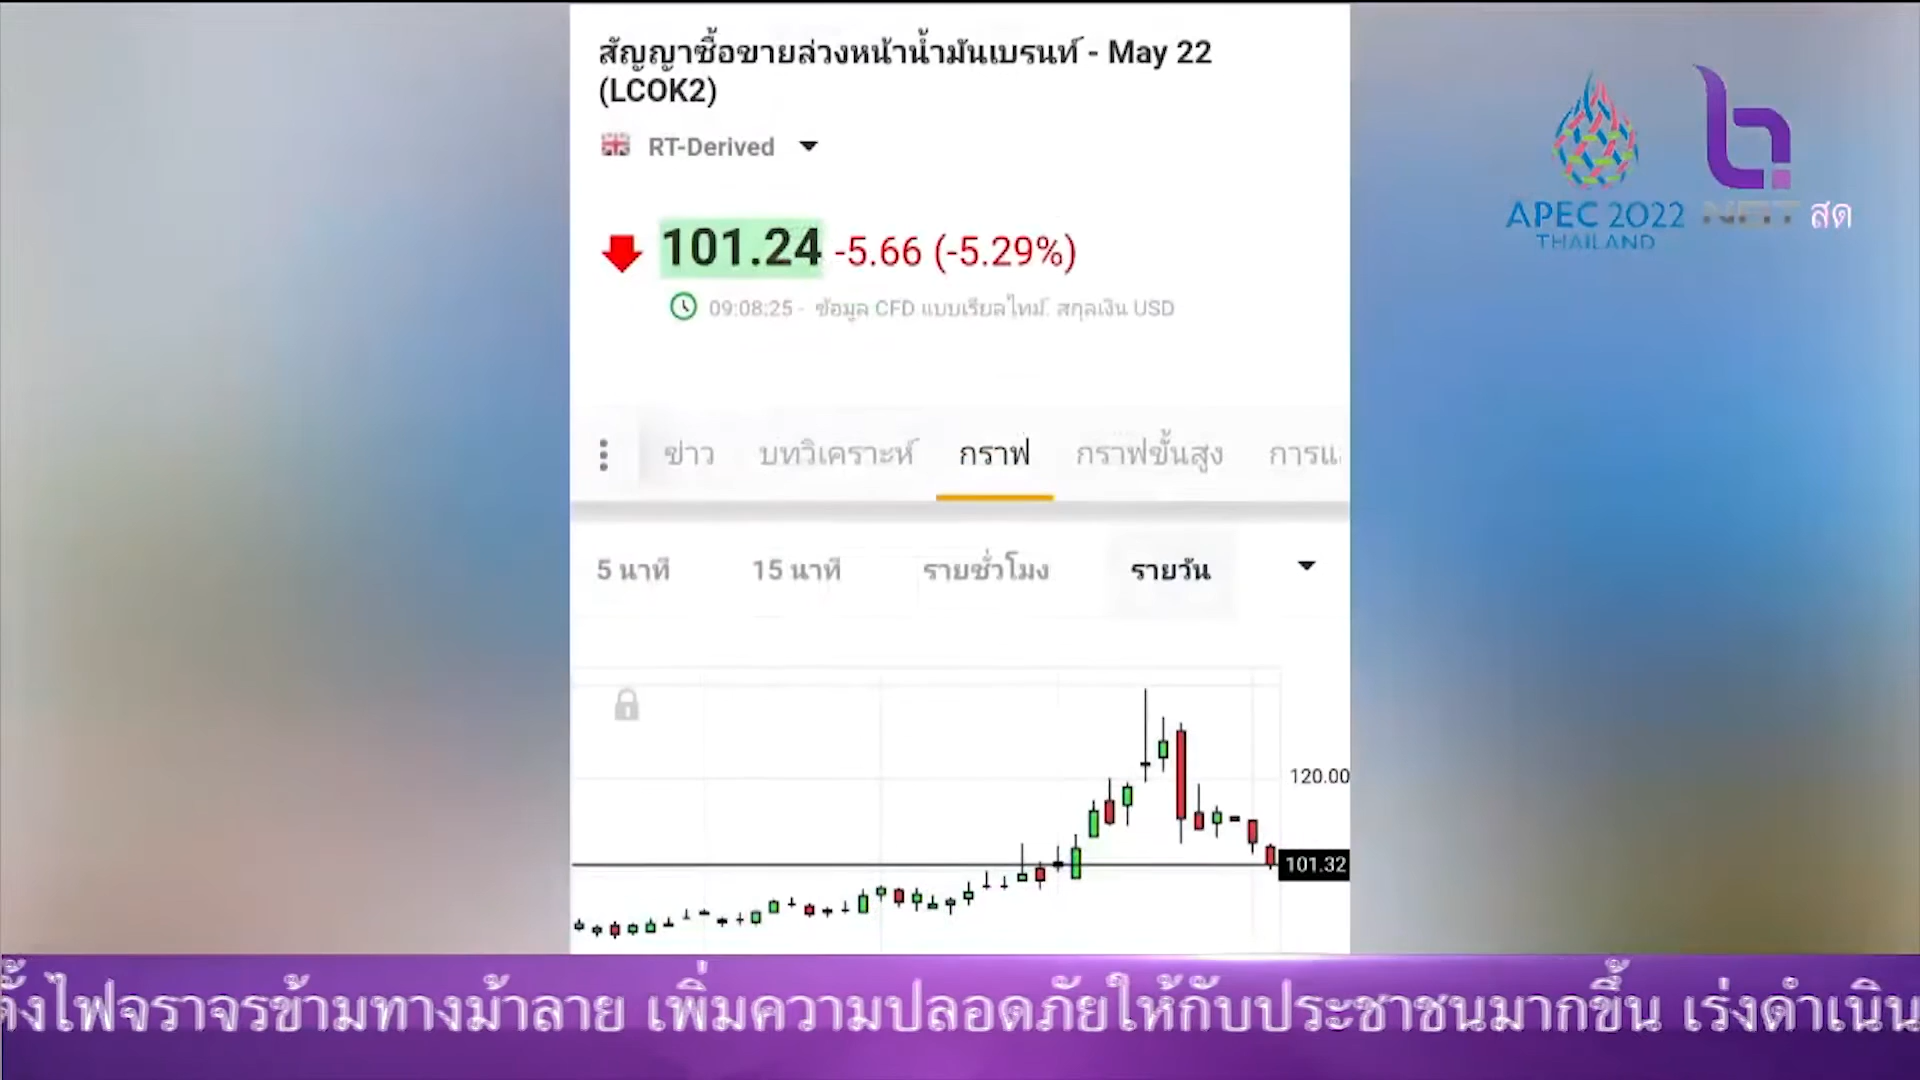 สัญญาซื้อขายล่วงหน้าน้ำมันเบรนท์ - May 22
(LCOK2)
RT-Derived
101.24 -5.66 (-5.29%)
09:08:25 - ข้อมูล CFD แบบเรียลไทม์. สกุลเงิน USD
APEC 2022
THAILAND
NBT สด
ข่าว บทวิเคราะห์ กราฟ กราฟขั้นสูง การแ
5 นาที 15 นาที รายชั่วโมง รายวัน
120.00
101.32
ตั้งไฟจราจรข้ามทางม้าลาย เพิ่มความปลอดภัยให้กับประชาชนมากขึ้น เร่งดำเนิน